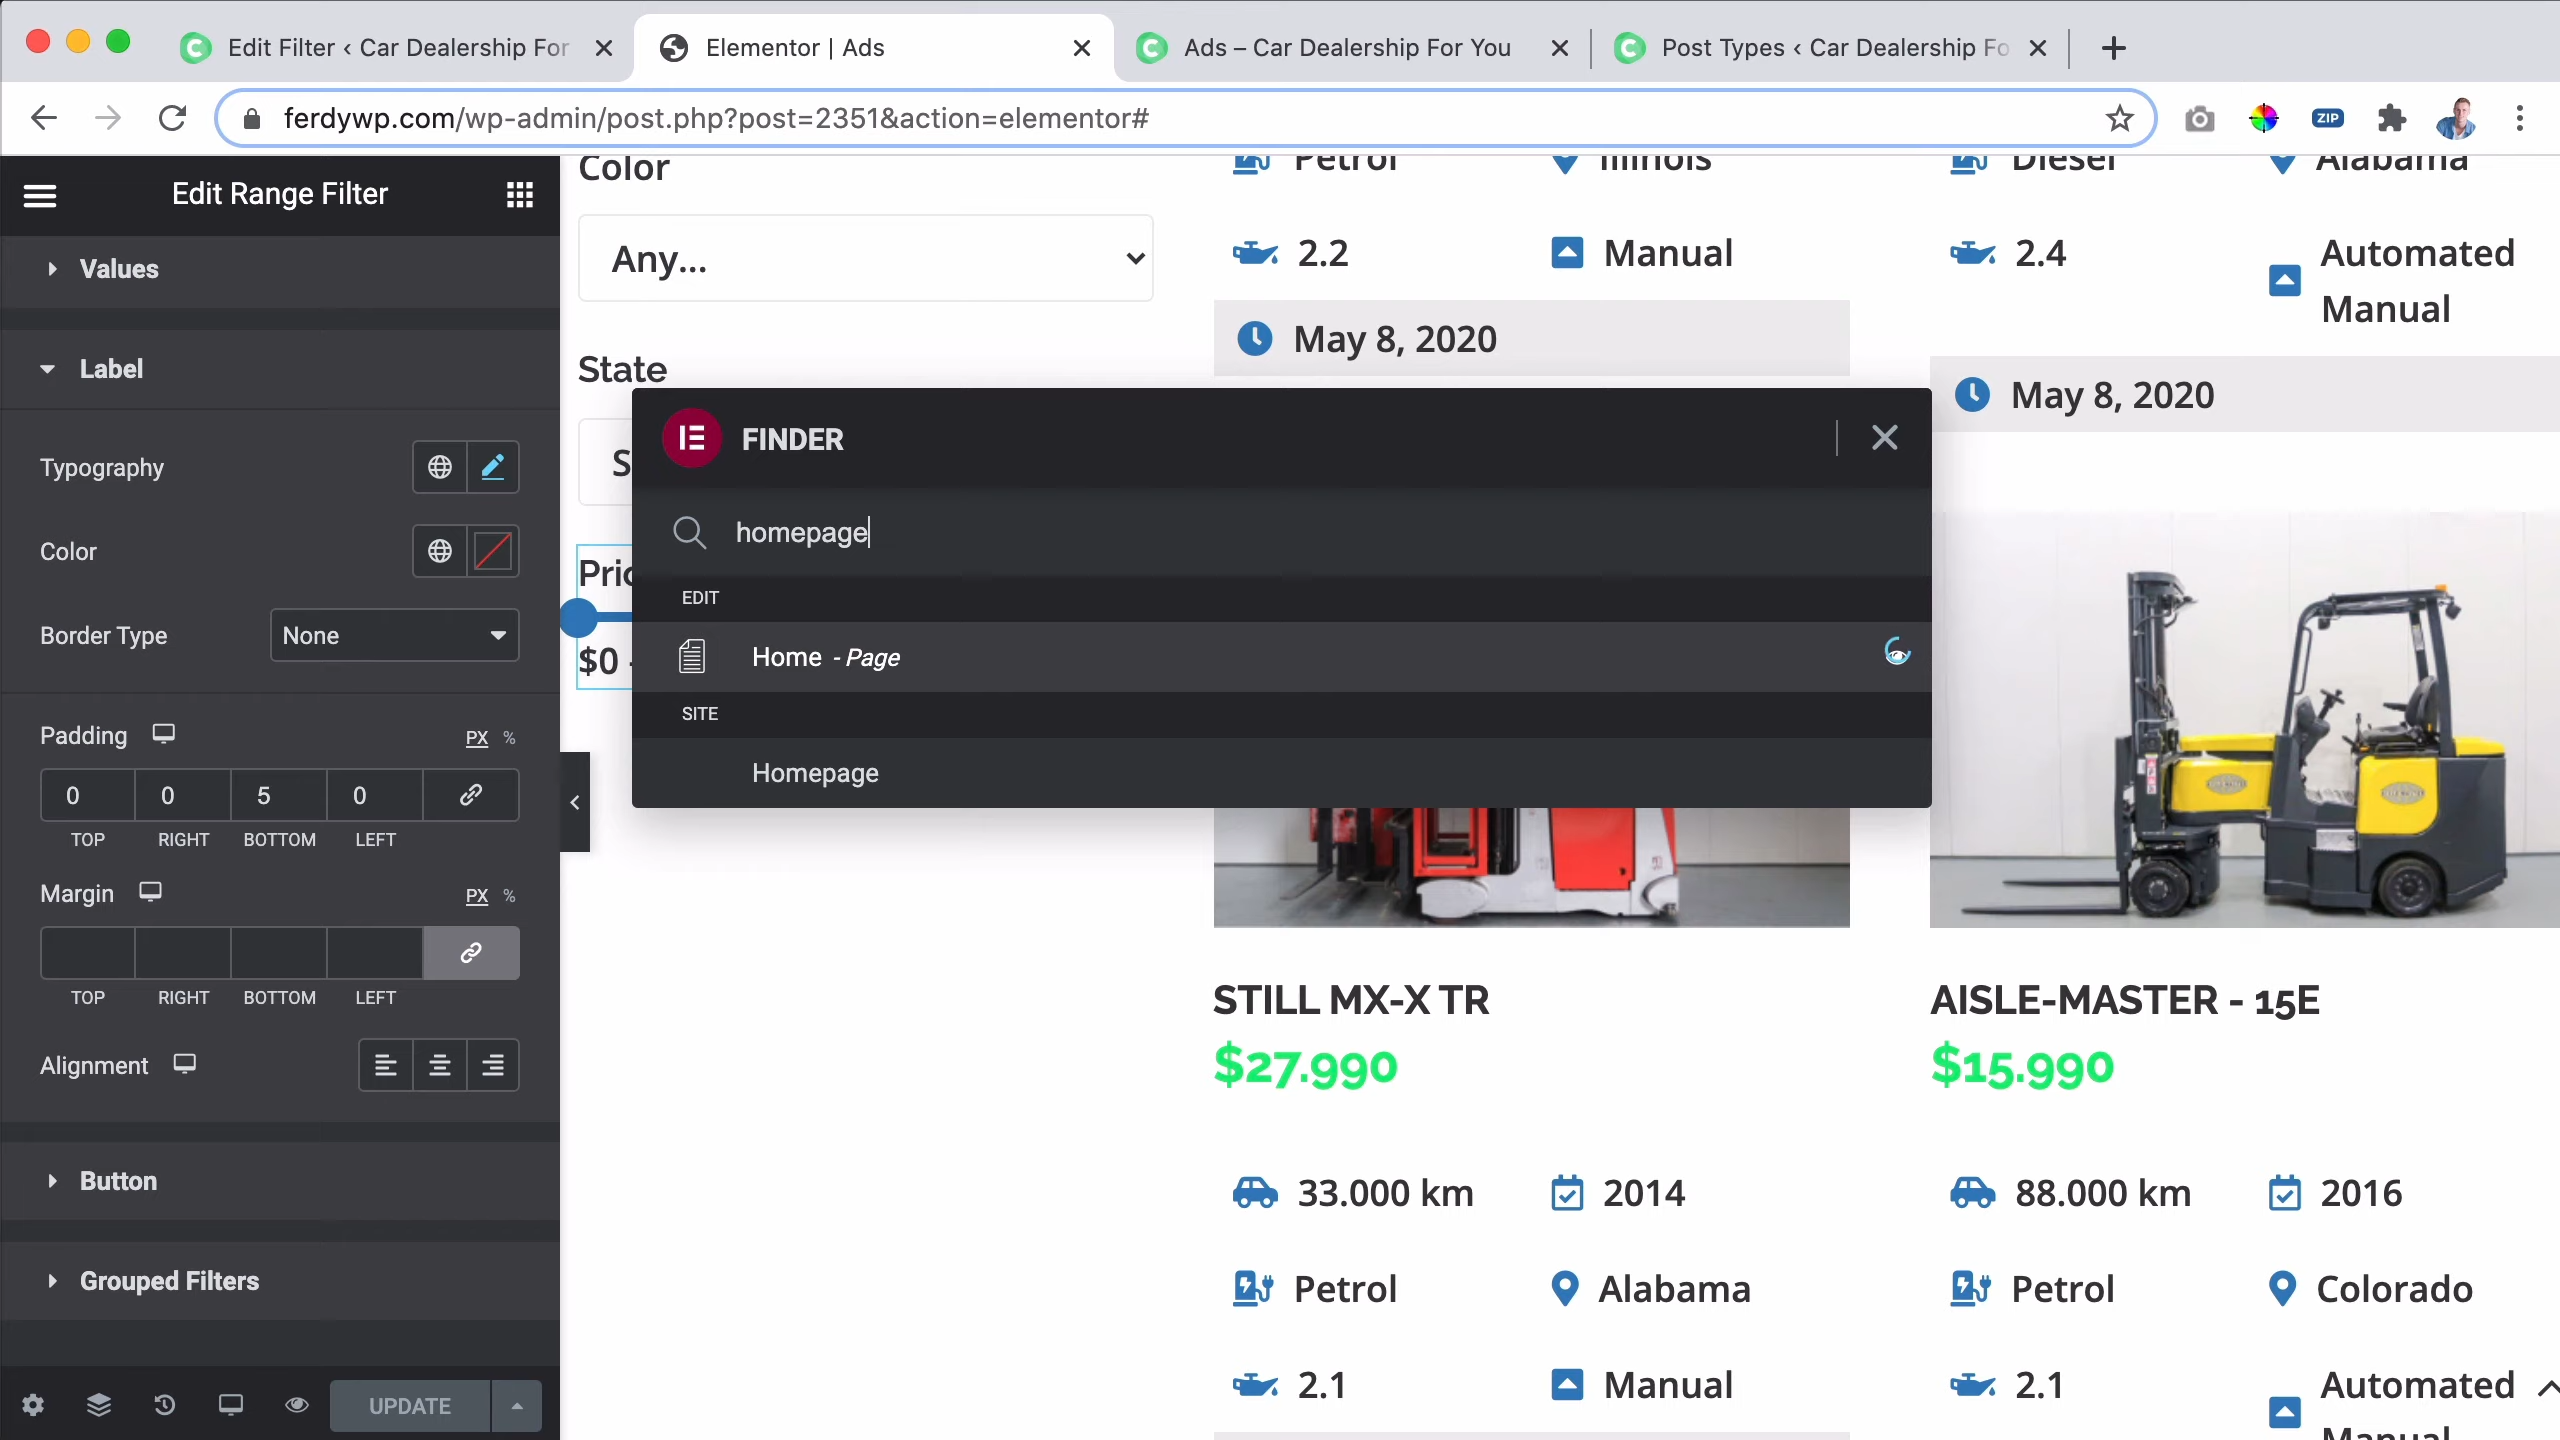 Edit Filter ‹ Car Dealership For
Elementor | Ads
Ads – Car Dealership For You
Post Types ‹ Car Dealership Fo
ferdywp.com/wp-admin/post.php?post=2351&action=elementor#
ZIP
Edit Range Filter
Values
Label
Typography
Color
Border Type
None
Padding
PX %
0 0 5 0
TOP RIGHT BOTTOM LEFT
Margin
PX %
TOP RIGHT BOTTOM LEFT
Alignment
Button
Grouped Filters
UPDATE
Color
Any...
State
S
Pric
$0 -
FINDER
homepage
EDIT
Home - Page
SITE
Homepage
Petrol
Illinois
2.2
Manual
May 8, 2020
Diesel
Alabama
2.4
Automated
Manual
May 8, 2020
STILL MX-X TR
$27.990
33.000 km
2014
Petrol
Alabama
2.1
Manual
AISLE-MASTER - 15E
$15.990
88.000 km
2016
Petrol
Colorado
2.1
Automated
Manual